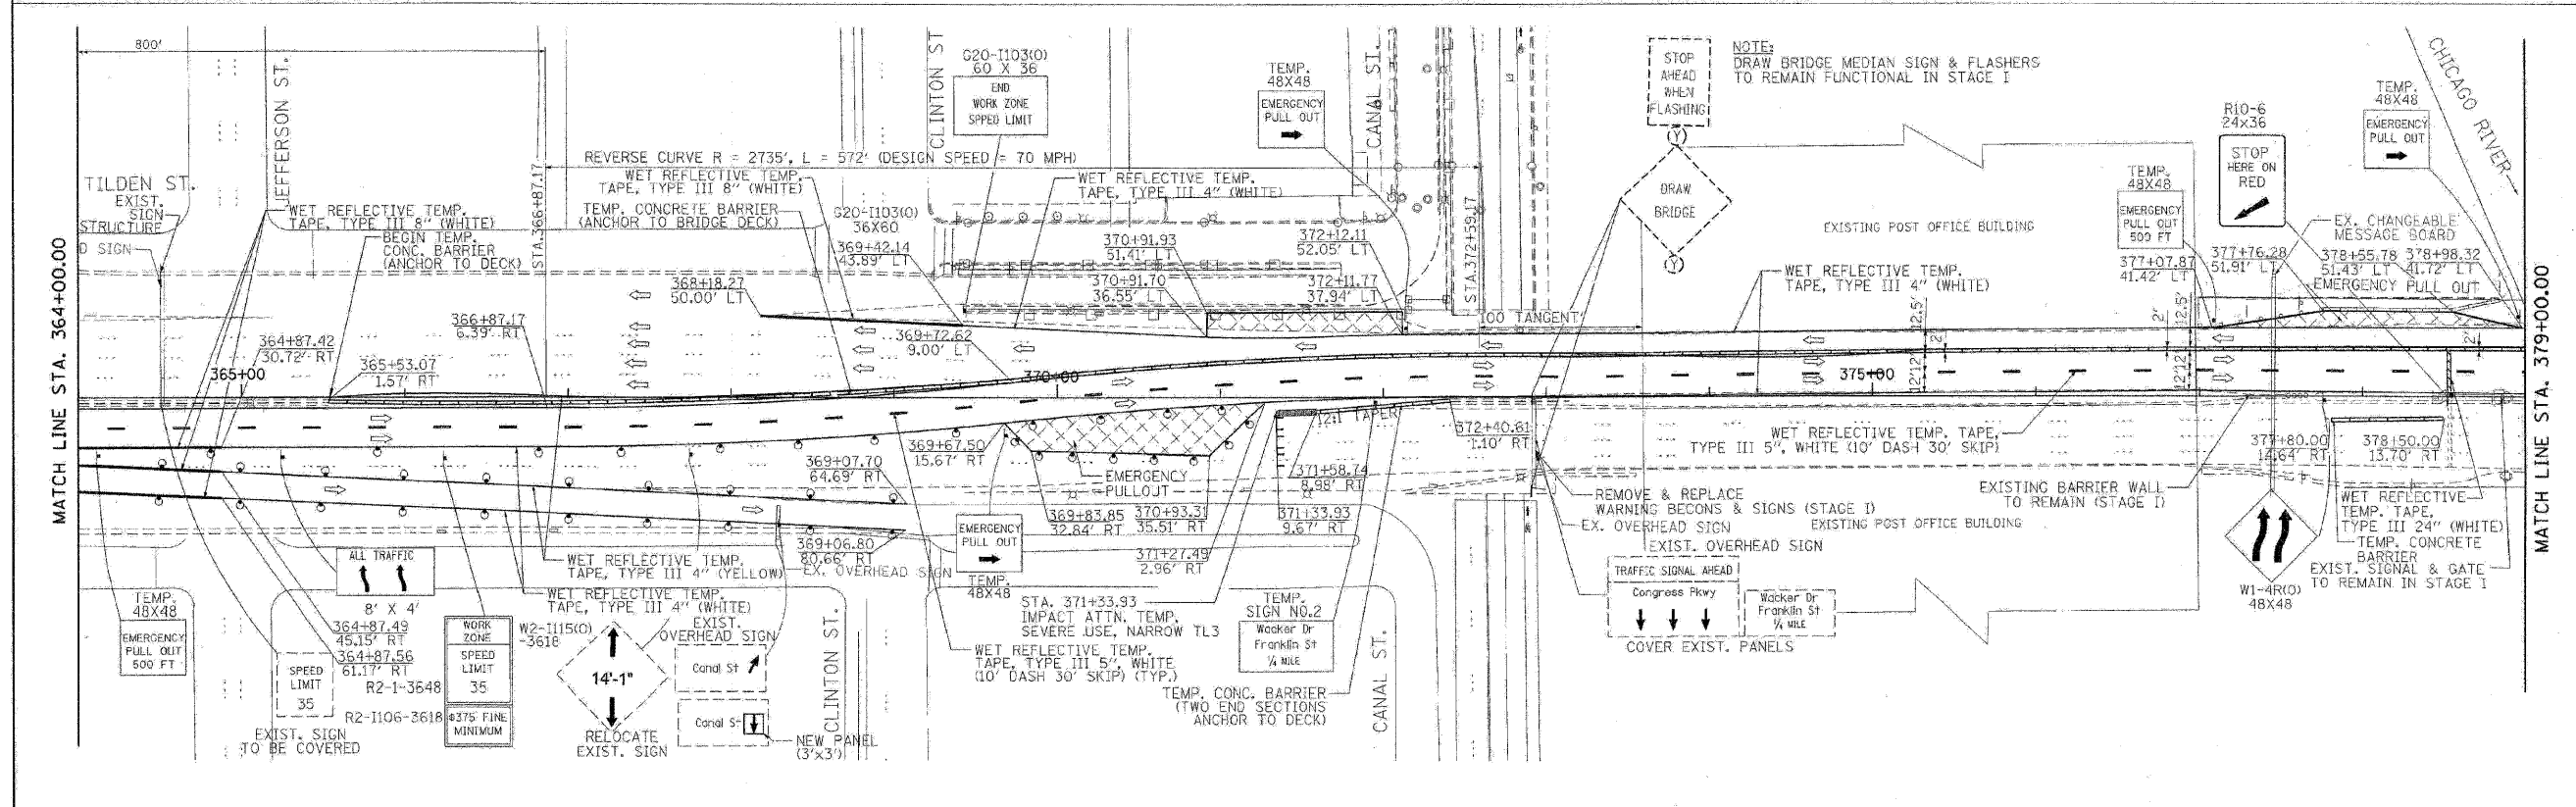 800'
JEFFERSON ST.
TILDEN ST.
EXIST.
SIGN
STRUCTURE
D SIGN
WET REFLECTIVE TEMP.
TAPE, TYPE III 8" (WHITE)
BEGIN TEMP.
CONC. BARRIER
(ANCHOR TO DECK)
STA.366+87.17
REVERSE CURVE R = 2735', L = 572' (DESIGN SPEED = 70 MPH)
WET REFLECTIVE TEMP.
TAPE, TYPE III 8" (WHITE)
TEMP. CONCRETE BARRIER
(ANCHOR TO BRIDGE DECK)
CLINTON ST
G20-I103(O)
60 X 36
END
WORK ZONE
SPPED LIMIT
G20-I103(O)
36X60
369+42.14
43.89' LT
WET REFLECTIVE TEMP.
TAPE, TYPE III 4" (WHITE)
TEMP.
48X48
EMERGENCY
PULL OUT
CANAL ST.
370+91.93
51.41' LT
372+12.11
52.05' LT
370+91.70
36.55' LT
372+11.77
37.94' LT
368+18.27
50.00' LT
369+72.62
9.00' LT
STA.372+59.17
100 TANGENT'
STOP
AHEAD
WHEN
FLASHING
Y
DRAW
BRIDGE
Y
NOTE:
DRAW BRIDGE MEDIAN SIGN & FLASHERS
TO REMAIN FUNCTIONAL IN STAGE I
EXISTING POST OFFICE BUILDING
WET REFLECTIVE TEMP.
TAPE, TYPE III 4" (WHITE)
TEMP.
48X48
EMERGENCY
PULL OUT
500 FT
377+07.87
41.42' LT
R10-6
24x36
STOP
HERE ON
RED
TEMP.
48X48
EMERGENCY
PULL OUT
CHICAGO RIVER
EX. CHANGEABLE
MESSAGE BOARD
377+76.28
51.91' LT
378+55.78
51.43' LT
378+98.32
41.72' LT
EMERGENCY PULL OUT
12.5'
2'
12'
12'
2'
12.5'
12'
12'
2'
MATCH LINE STA. 364+00.00
MATCH LINE STA. 379+00.00
364+87.42
30.72' RT
365+00
365+53.07
1.57' RT
366+87.17
6.39' RT
370+00
375+00
369+67.50
15.67' RT
369+07.70
64.69' RT
EMERGENCY
PULLOUT
369+83.85
32.84' RT
370+93.31
35.51' RT
12:1 TAPER
371+58.74
8.98' RT
371+33.93
9.67' RT
371+27.49
2.96' RT
372+40.61
1.10' RT
369+06.80
80.66' RT
WET REFLECTIVE TEMP. TAPE,
TYPE III 5", WHITE (10' DASH 30' SKIP)
REMOVE & REPLACE
WARNING BECONS & SIGNS (STAGE I)
EX. OVERHEAD SIGN
EXISTING POST OFFICE BUILDING
EXIST. OVERHEAD SIGN
EXISTING BARRIER WALL
TO REMAIN (STAGE I)
377+80.00
14.64' RT
378+50.00
13.70' RT
WET REFLECTIVE
TEMP. TAPE,
TYPE III 24" (WHITE)
TEMP. CONCRETE
BARRIER
EXIST. SIGNAL & GATE
TO REMAIN IN STAGE I
W1-4R(O)
48X48
TRAFFIC SIGNAL AHEAD
Congress Pkwy
Wacker Dr
Franklin St
¼ MILE
COVER EXIST. PANELS
TEMP.
48X48
EMERGENCY
PULL OUT
500 FT
ALL TRAFFIC
8' X 4'
364+87.49
45.15' RT
364+87.56
61.17' RT
R2-1-3648
R2-I106-3618
SPEED
LIMIT
35
EXIST. SIGN
TO BE COVERED
WORK
ZONE
SPEED
LIMIT
35
$375 FINE
MINIMUM
W2-I115(O)
-3618
WET REFLECTIVE TEMP.
TAPE, TYPE III 4" (YELLOW)
EX. OVERHEAD SIGN
WET REFLECTIVE TEMP.
TAPE, TYPE III 4" (WHITE)
EXIST.
OVERHEAD SIGN
14'-1"
RELOCATE
EXIST. SIGN
Canal St
Canal St
NEW PANEL
(3'x3')
CLINTON ST.
EMERGENCY
PULL OUT
TEMP.
48X48
STA. 371+33.93
IMPACT ATTN. TEMP.
SEVERE USE, NARROW TL3
WET REFLECTIVE TEMP.
TAPE, TYPE III 5", WHITE
(10' DASH 30' SKIP) (TYP.)
TEMP.
SIGN NO.2
Wacker Dr
Franklin St
¼ MILE
TEMP. CONC. BARRIER
(TWO END SECTIONS
ANCHOR TO DECK)
CANAL ST.